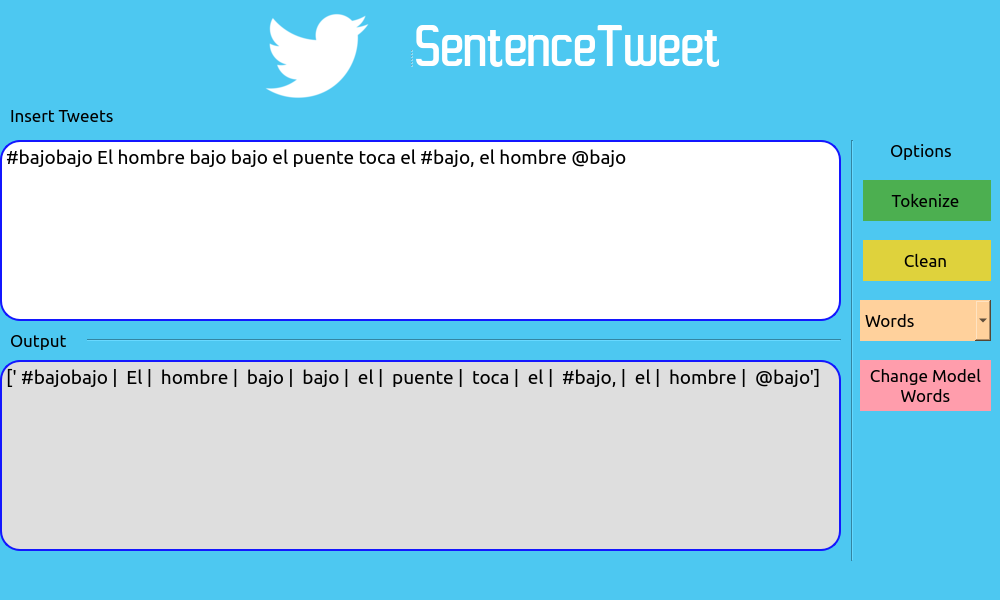 SentenceTweet
Insert Tweets
#bajobajo El hombre bajo bajo el puente toca el #bajo, el hombre @bajo
Options
Tokenize
Clean
Words
Change Model
Words
Output
[' #bajobajo |  El |  hombre |  bajo |  bajo |  el |  puente |  toca |  el |  #bajo, |  el |  hombre |  @bajo']